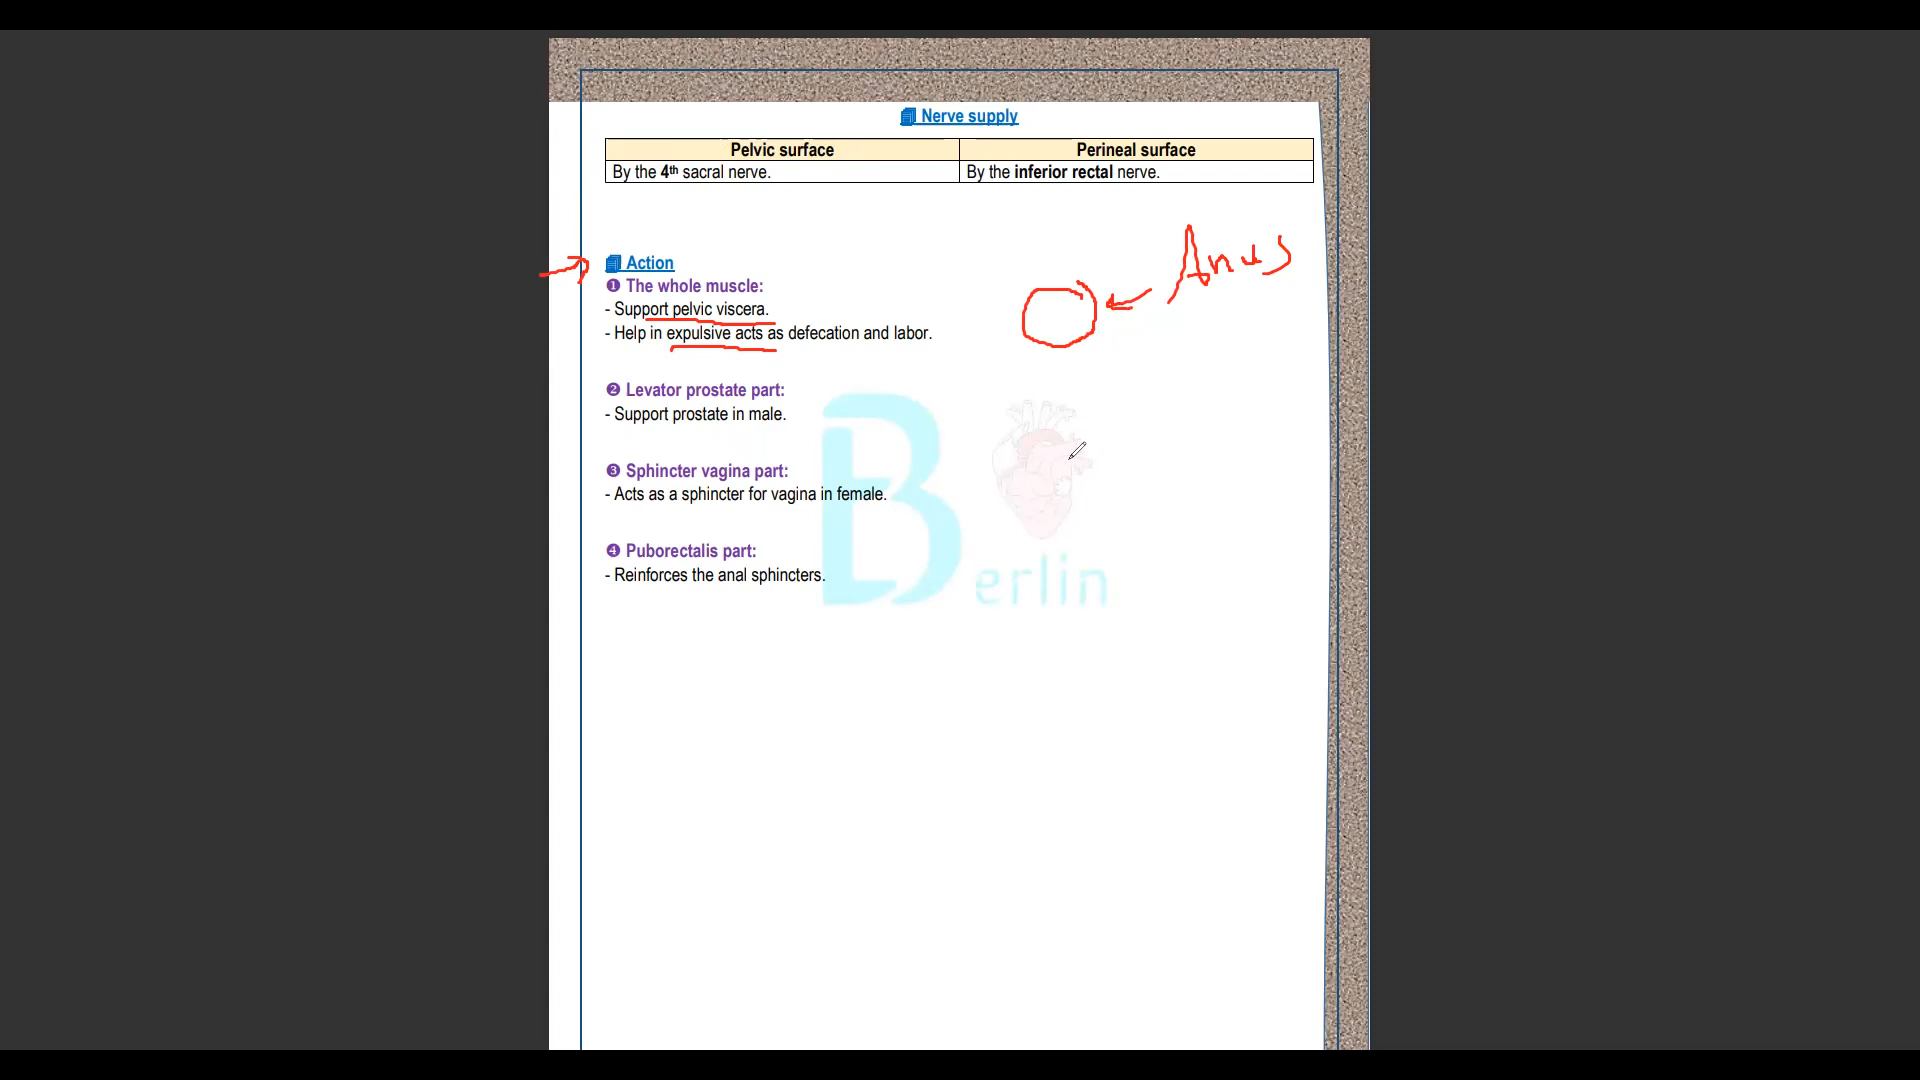 Nerve supply
Pelvic surface Perineal surface
By the 4th sacral nerve. By the inferior rectal nerve.
Anus
Action
❶ The whole muscle:
- Support pelvic viscera.
- Help in expulsive acts as defecation and labor.
❷ Levator prostate part:
- Support prostate in male.
❸ Sphincter vagina part:
- Acts as a sphincter for vagina in female.
❹ Puborectalis part:
- Reinforces the anal sphincters.
Berlin